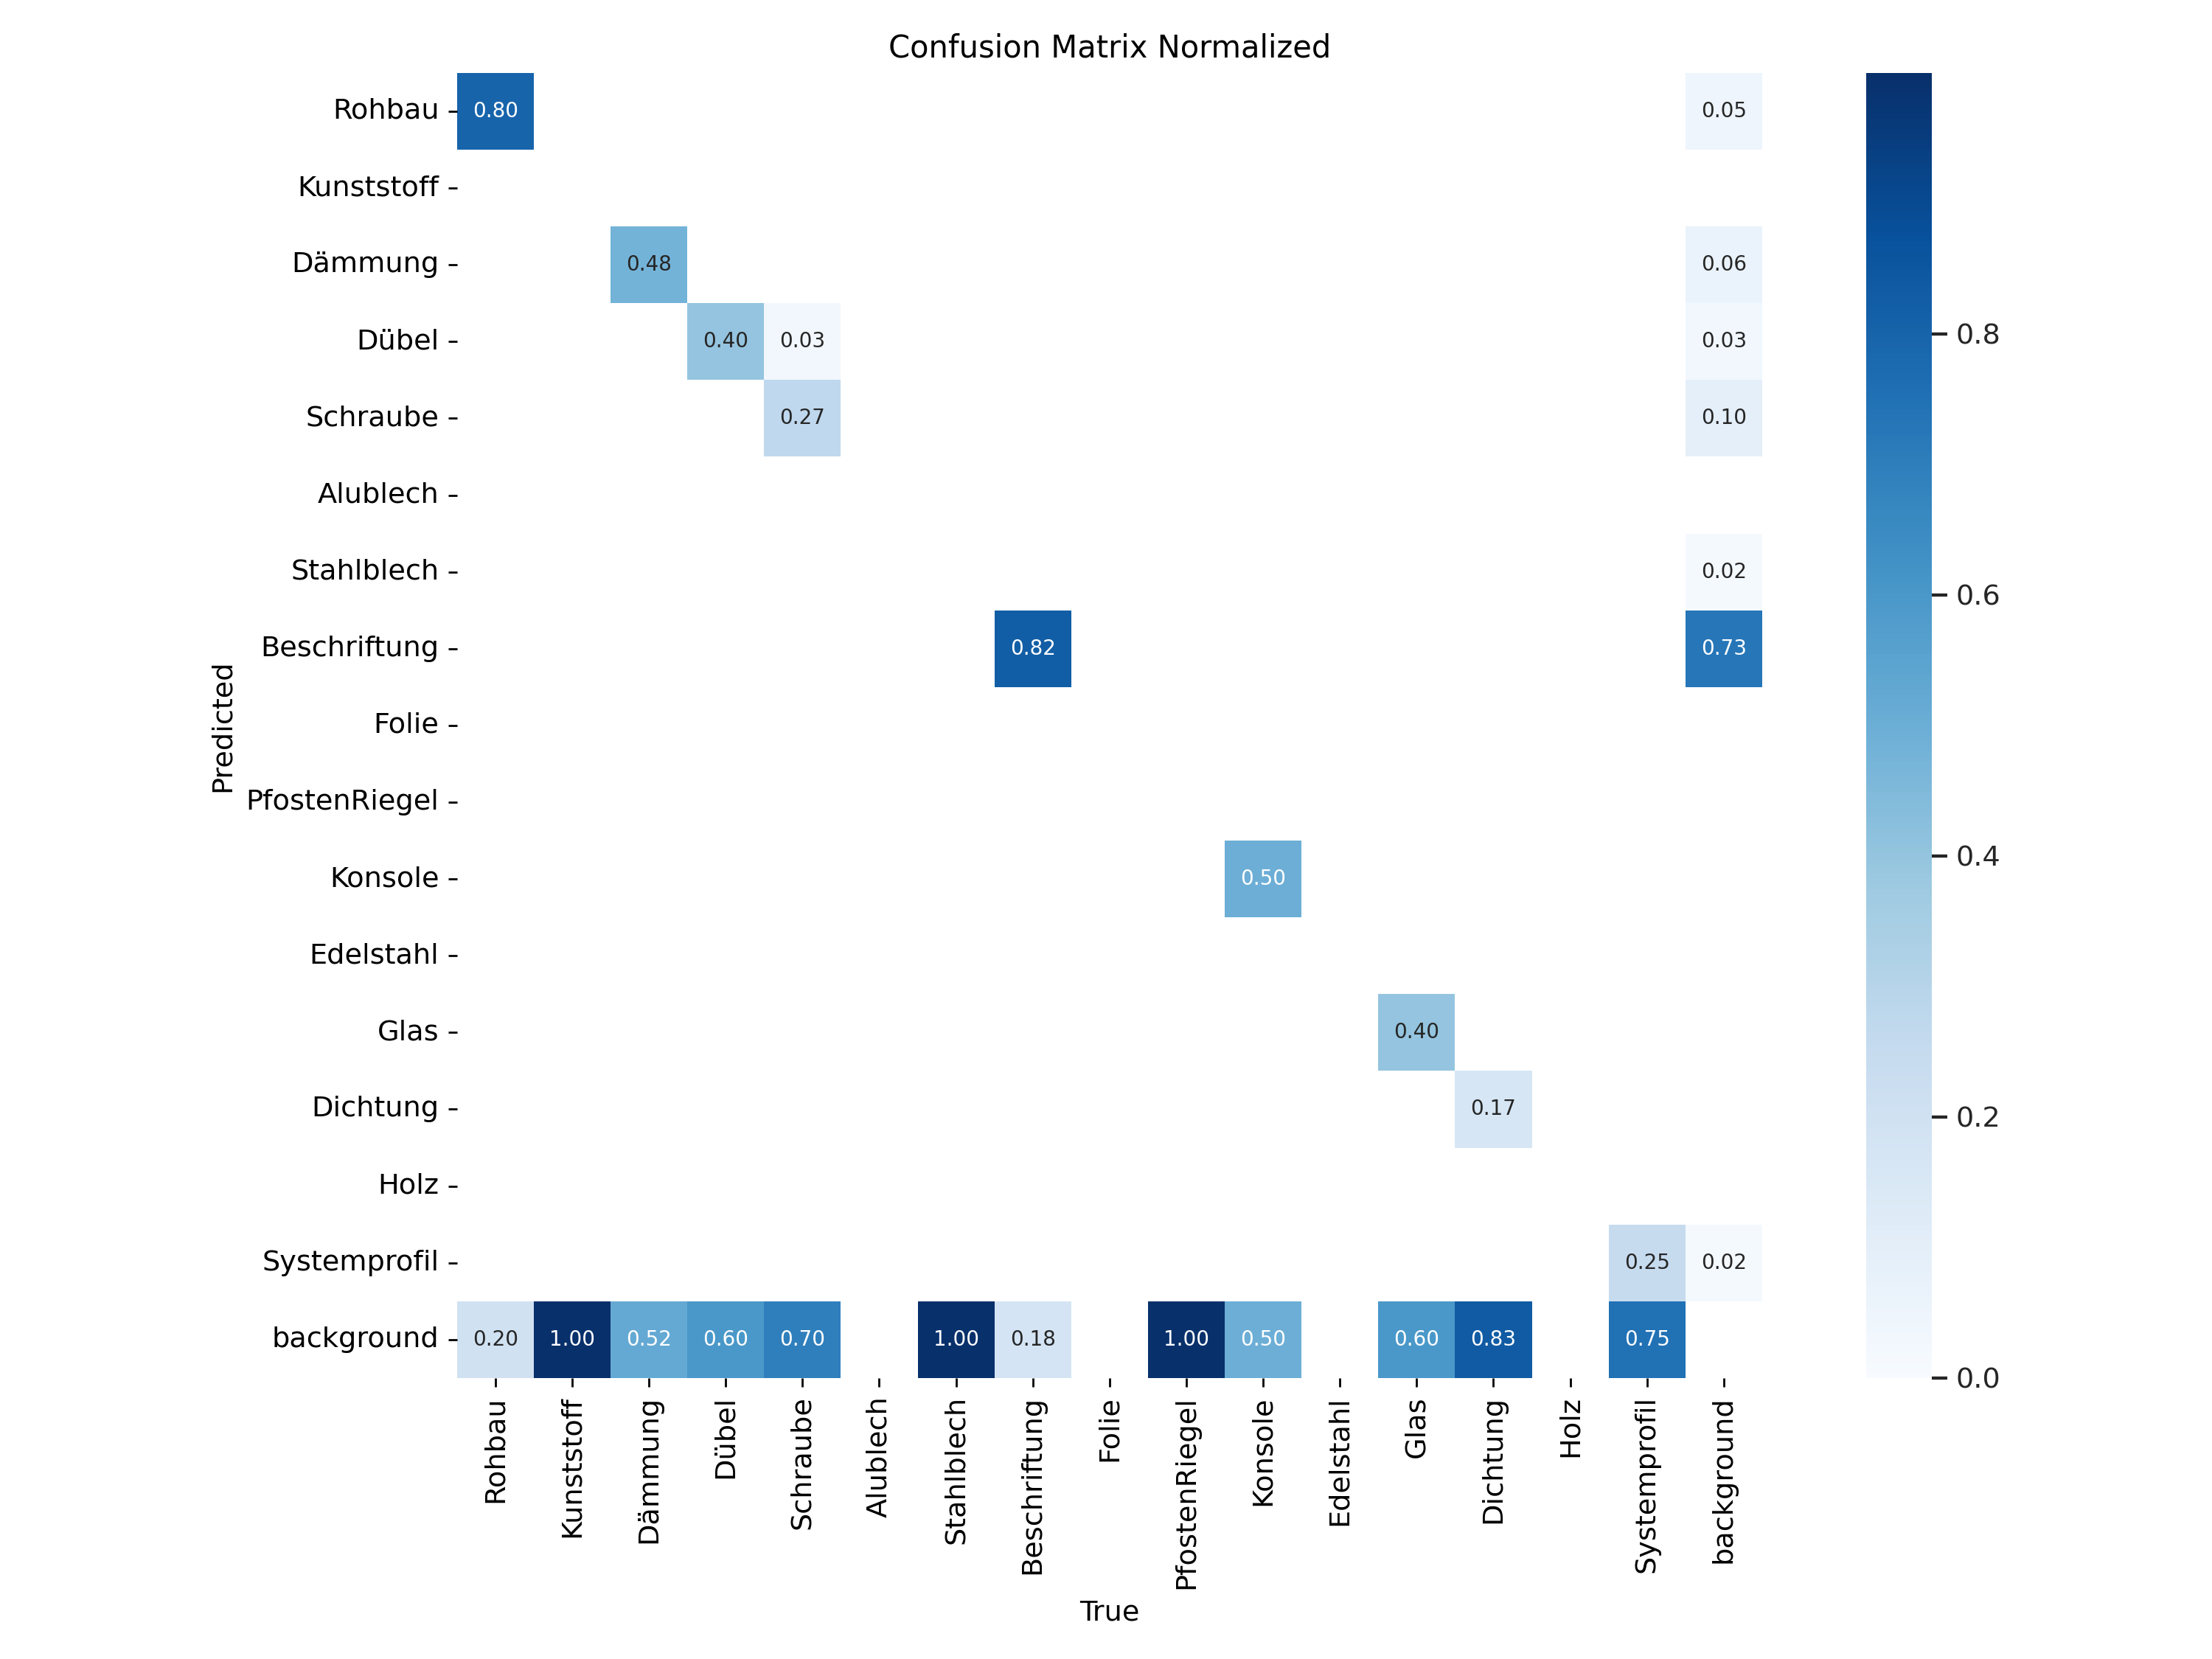 Confusion Matrix Normalized
Rohbau 0.80 0.05
Kunststoff
Dämmung 0.48 0.06
Dübel 0.40 0.03 0.03
Schraube 0.27 0.10
Alublech
Stahlblech 0.02
Beschriftung 0.82 0.73
Folie
PfostenRiegel
Konsole 0.50
Edelstahl
Glas 0.40
Dichtung 0.17
Holz
Systemprofil 0.25 0.02
background 0.20 1.00 0.52 0.60 0.70 1.00 0.18 1.00 0.50 0.60 0.83 0.75
Predicted
Rohbau
Kunststoff
Dämmung
Dübel
Schraube
Alublech
Stahlblech
Beschriftung
Folie
PfostenRiegel
Konsole
Edelstahl
Glas
Dichtung
Holz
Systemprofil
background
True
0.8
0.6
0.4
0.2
0.0